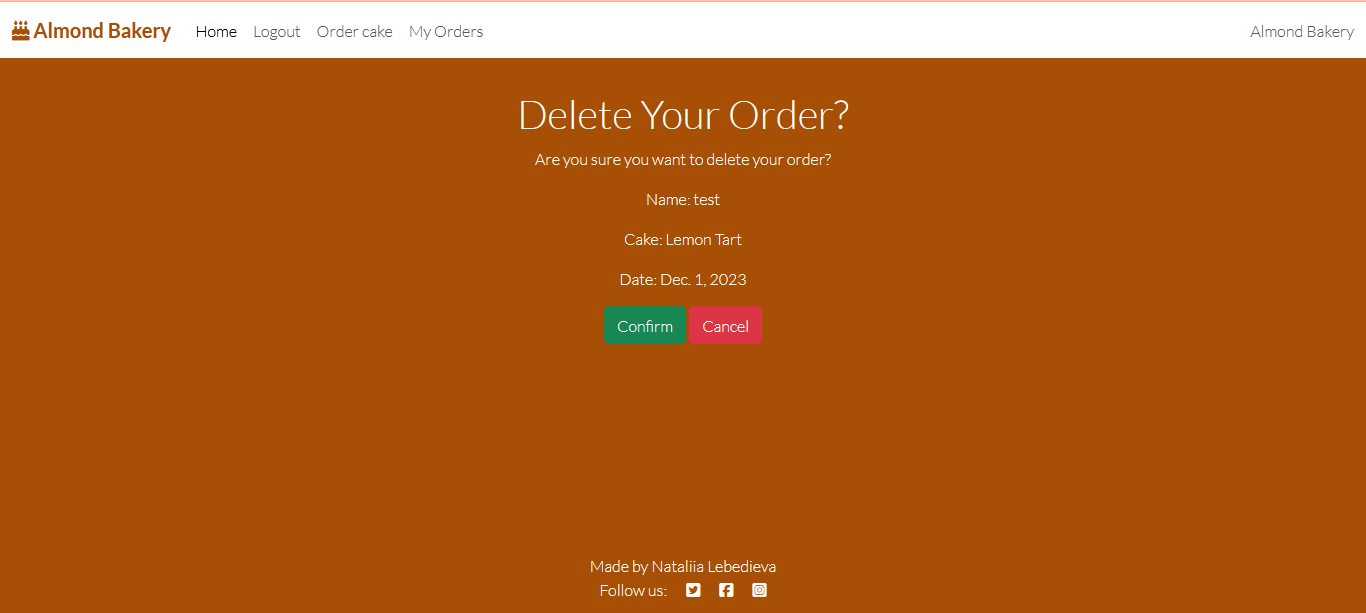 Almond Bakery Home Logout Order cake My Orders Almond Bakery
Delete Your Order?
Are you sure you want to delete your order?
Name: test
Cake: Lemon Tart
Date: Dec. 1, 2023
Confirm Cancel
Made by Nataliia Lebedieva
Follow us: